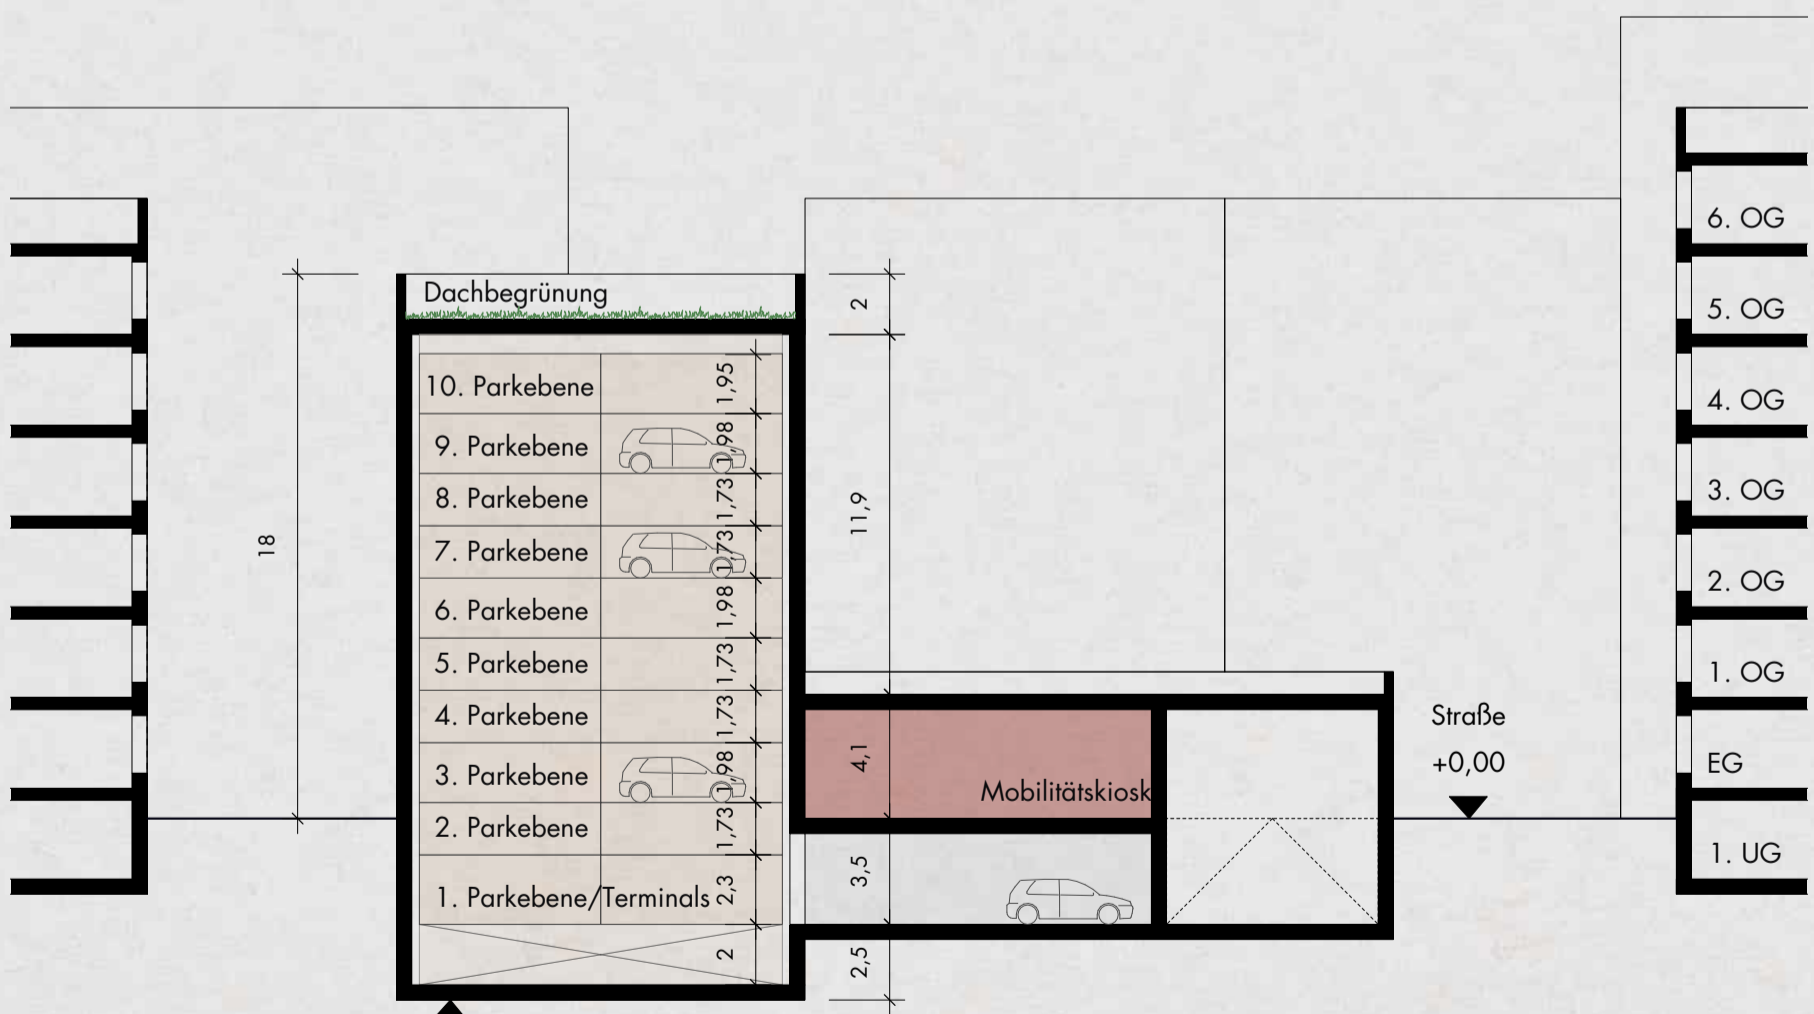 Dachbegrünung
10. Parkebene
1,95
9. Parkebene
1,98
8. Parkebene
1,73
7. Parkebene
1,73
6. Parkebene
1,98
5. Parkebene
1,73
4. Parkebene
1,73
3. Parkebene
1,98
2. Parkebene
1,73
1. Parkebene/Terminals
2,3
2
18
2
11,9
4,1
3,5
2,5
Mobilitätskiosk
Straße
+0,00
6. OG
5. OG
4. OG
3. OG
2. OG
1. OG
EG
1. UG